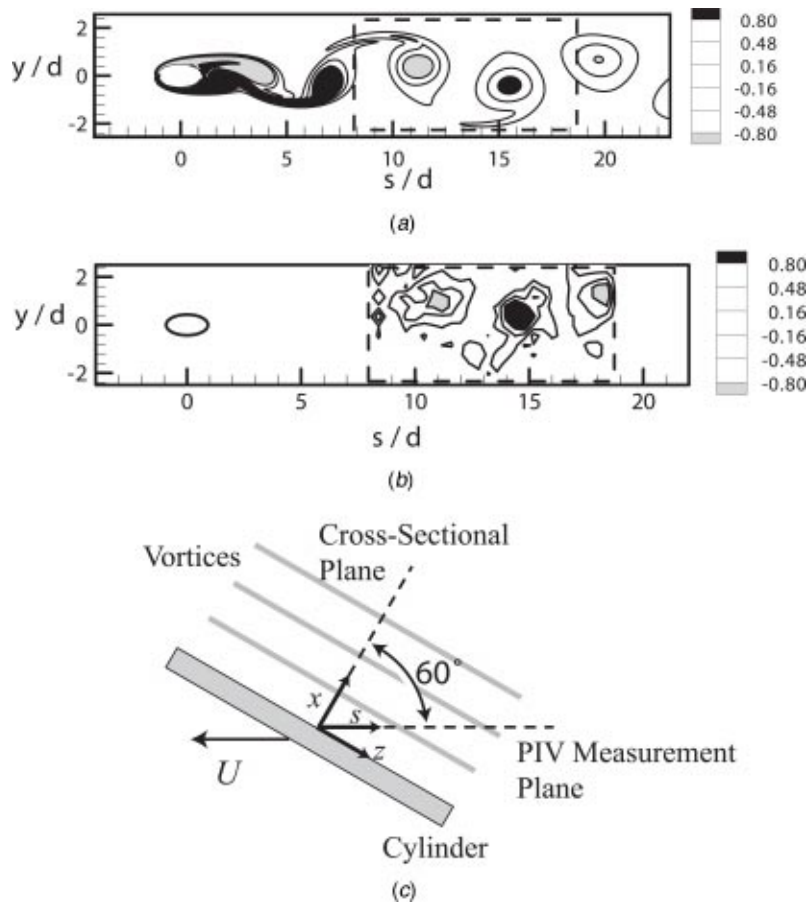 2
y / d 0
-2
0 5 10 15 20
s / d
0.80
0.48
0.16
-0.16
-0.48
-0.80
(a)
2
y / d 0
-2
0 5 10 15 20
s / d
0.80
0.48
0.16
-0.16
-0.48
-0.80
(b)
Cross-Sectional
Plane
Vortices
60°
x
s
z
U
PIV Measurement
Plane
Cylinder
(c)